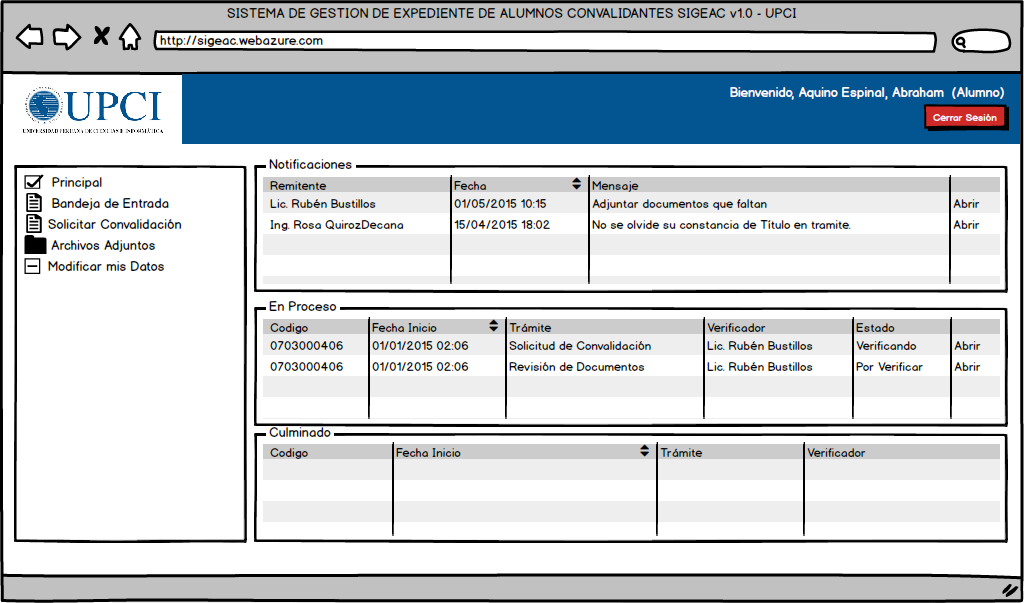 SISTEMA DE GESTION DE EXPEDIENTE DE ALUMNOS CONVALIDANTES SIGEAC v1.0 - UPCI
http://sigeac.webazure.com
UPCI
UNIVERSIDAD PERUANA DE CIENCIAS E INFORMÁTICA
Bienvenido, Aquino Espinal, Abraham (Alumno)
Cerrar Sesión
Principal
Bandeja de Entrada
Solicitar Convalidación
Archivos Adjuntos
Modificar mis Datos
Notificaciones
Remitente Fecha Mensaje
Lic. Rubén Bustillos 01/05/2015 10:15 Adjuntar documentos que faltan Abrir
Ing. Rosa QuirozDecana 15/04/2015 18:02 No se olvide su constancia de Título en tramite. Abrir
En Proceso
Codigo Fecha Inicio Trámite Verificador Estado
0703000406 01/01/2015 02:06 Solicitud de Convalidación Lic. Rubén Bustillos Verificando Abrir
0703000406 01/01/2015 02:06 Revisión de Documentos Lic. Rubén Bustillos Por Verificar Abrir
Culminado
Codigo Fecha Inicio Trámite Verificador